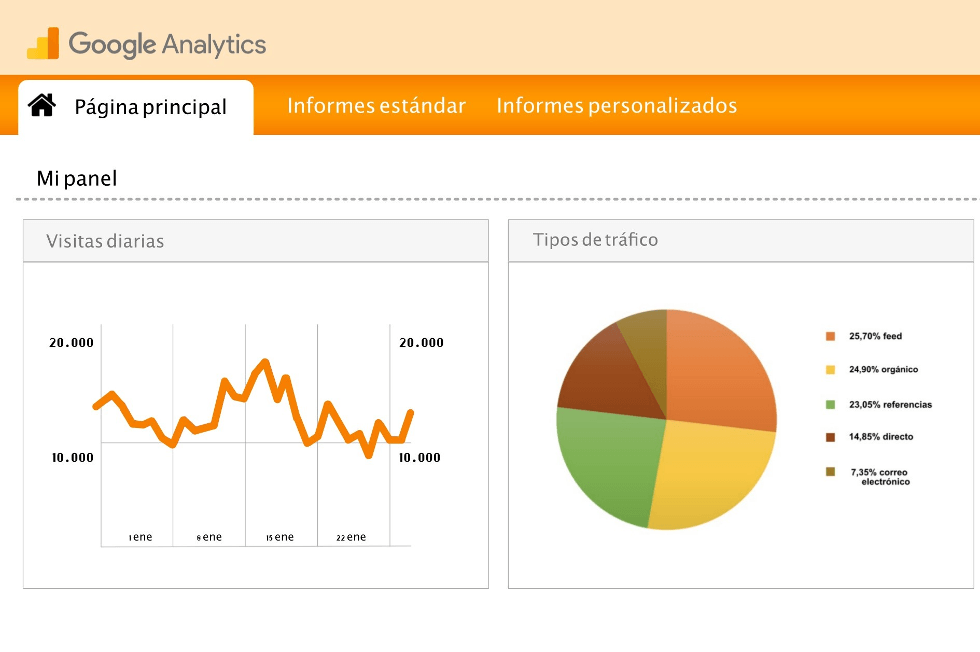 Google Analytics
Página principal
Informes estándar
Informes personalizados
Mi panel
Visitas diarias
Tipos de tráfico
20.000
20.000
10.000
10.000
1 ene
8 ene
15 ene
22 ene
25,70% feed
24,90% orgánico
23,05% referencias
14,85% directo
7,35% correo
electrónico